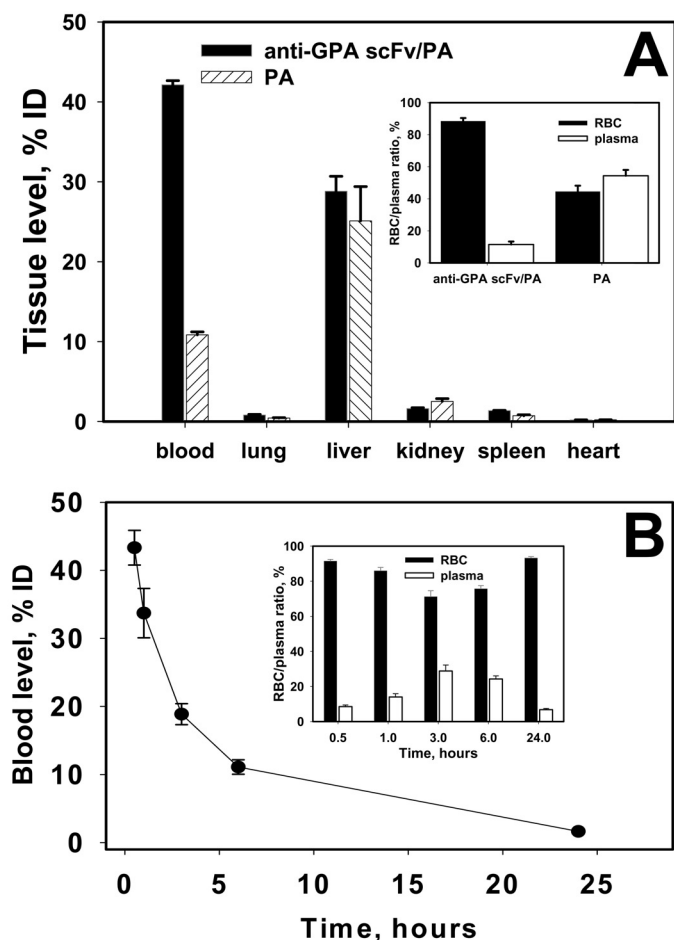 A
50
40
30
20
10
0
Tissue level, % ID
anti-GPA scFv/PA
PA
100
80
60
40
20
0
RBC/plasma ratio, %
RBC
plasma
anti-GPA scFv/PA PA
blood lung liver kidney spleen heart
B
50
40
30
20
10
0
Blood level, % ID
100
80
60
40
20
0
RBC/plasma ratio, %
RBC
plasma
0.5 1.0 3.0 6.0 24.0
Time, hours
0 5 10 15 20 25
Time, hours